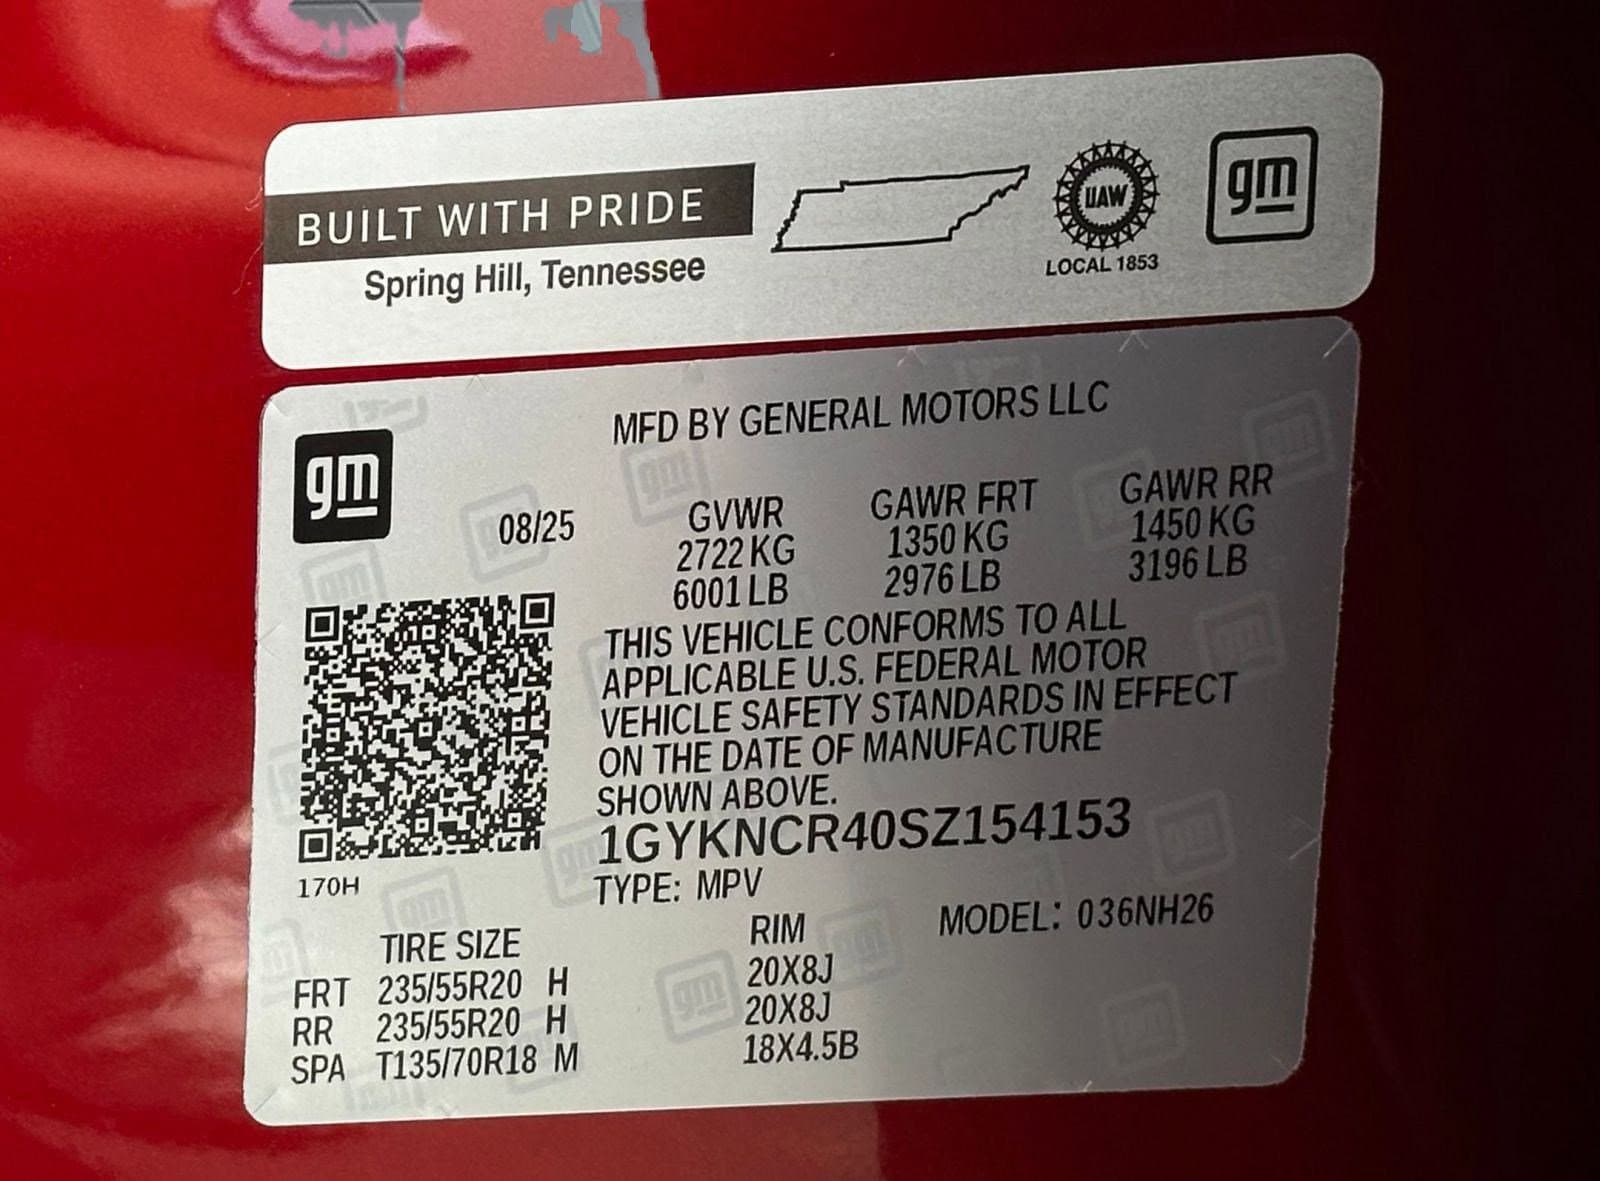 BUILT WITH PRIDE
Spring Hill, Tennessee
UAW
LOCAL 1853
gm
MFD BY GENERAL MOTORS LLC
gm
08/25
GVWR GAWR FRT GAWR RR
2722 KG 1350 KG 1450 KG
6001 LB 2976 LB 3196 LB
THIS VEHICLE CONFORMS TO ALL
APPLICABLE U.S. FEDERAL MOTOR
VEHICLE SAFETY STANDARDS IN EFFECT
ON THE DATE OF MANUFACTURE
SHOWN ABOVE.
1GYKNCR40SZ154153
170H
TYPE: MPV
MODEL: 036NH26
TIRE SIZE RIM
FRT 235/55R20 H 20X8J
RR 235/55R20 H 20X8J
SPA T135/70R18 M 18X4.5B